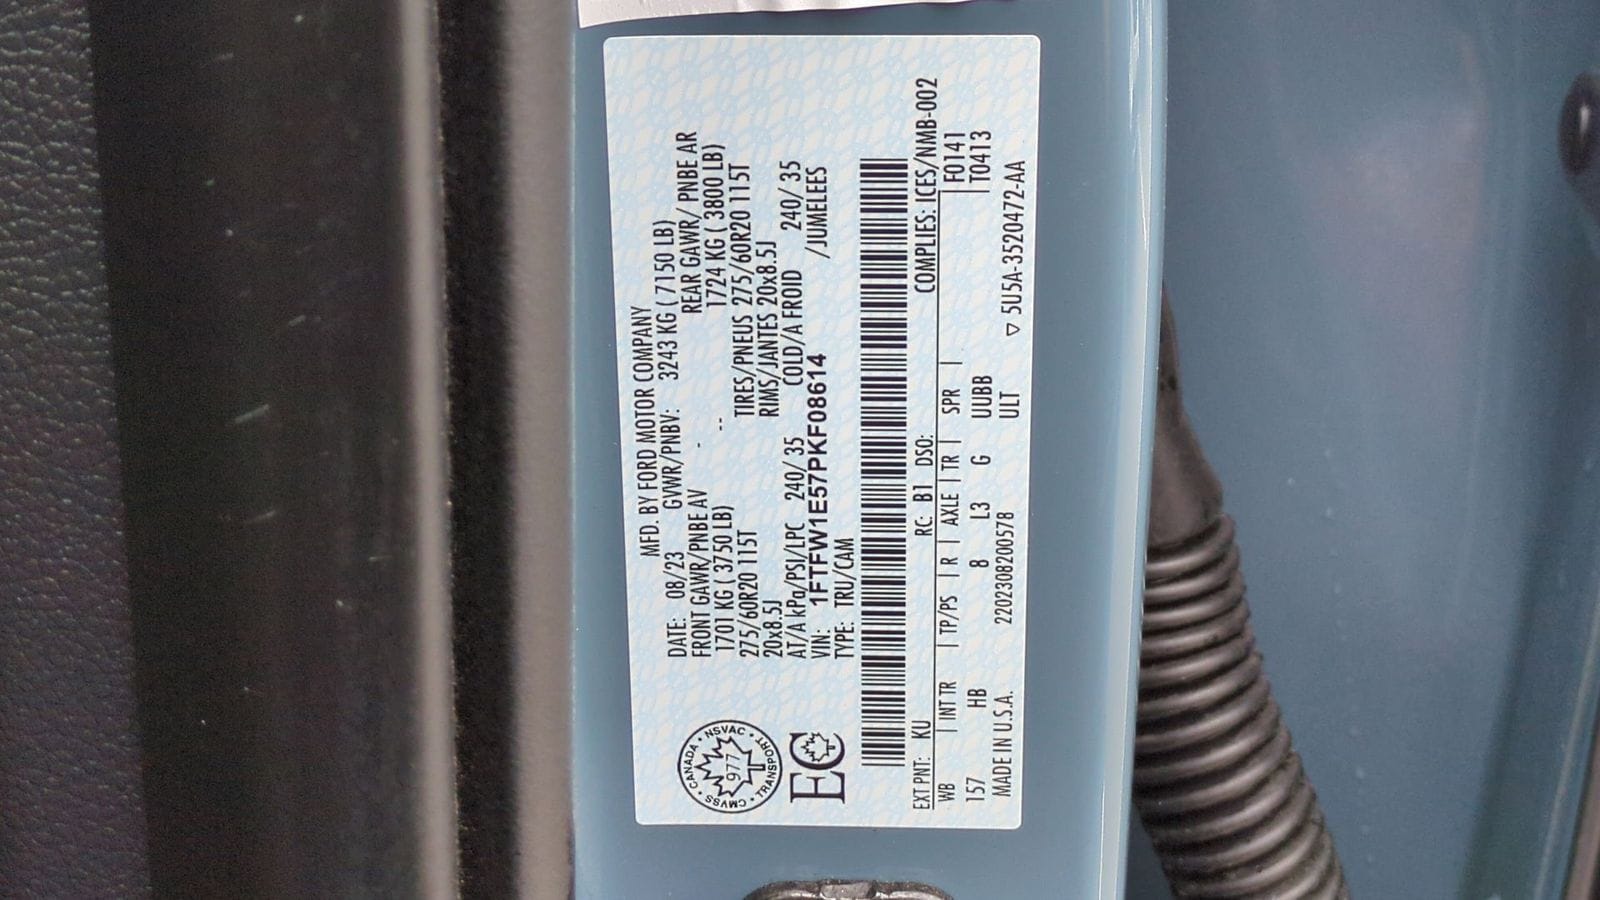 MFD. BY FORD MOTOR COMPANY
DATE: 08/23 GVWR/PNBV: 3243 KG ( 7150 LB)
FRONT GAWR/PNBE AV - REAR GAWR/ PNBE AR
1701 KG ( 3750 LB) -- 1724 KG ( 3800 LB)
275/60R20 115T TIRES/PNEUS 275/60R20 115T
20x8.5J RIMS/JANTES 20x8.5J
AT/A kPa/PSI/LPC 240/ 35 COLD/A FROID 240/ 35
VIN: 1FTFW1E57PKF08614 /JUMELEES
TYPE: TRU/CAM
CANADA • NSVAC • TRANSPORT • CMVSS •
977
EC
EXT PNT: KU RC: B1 DSO: COMPLIES: ICES/NMB-002
WB | INT TR | TP/PS | R | AXLE | TR | SPR | F0141
157 HB 8 L3 G UUBB T0413
MADE IN U.S.A. 2202308200578 ULT ▽ 5U5A-3520472-AA